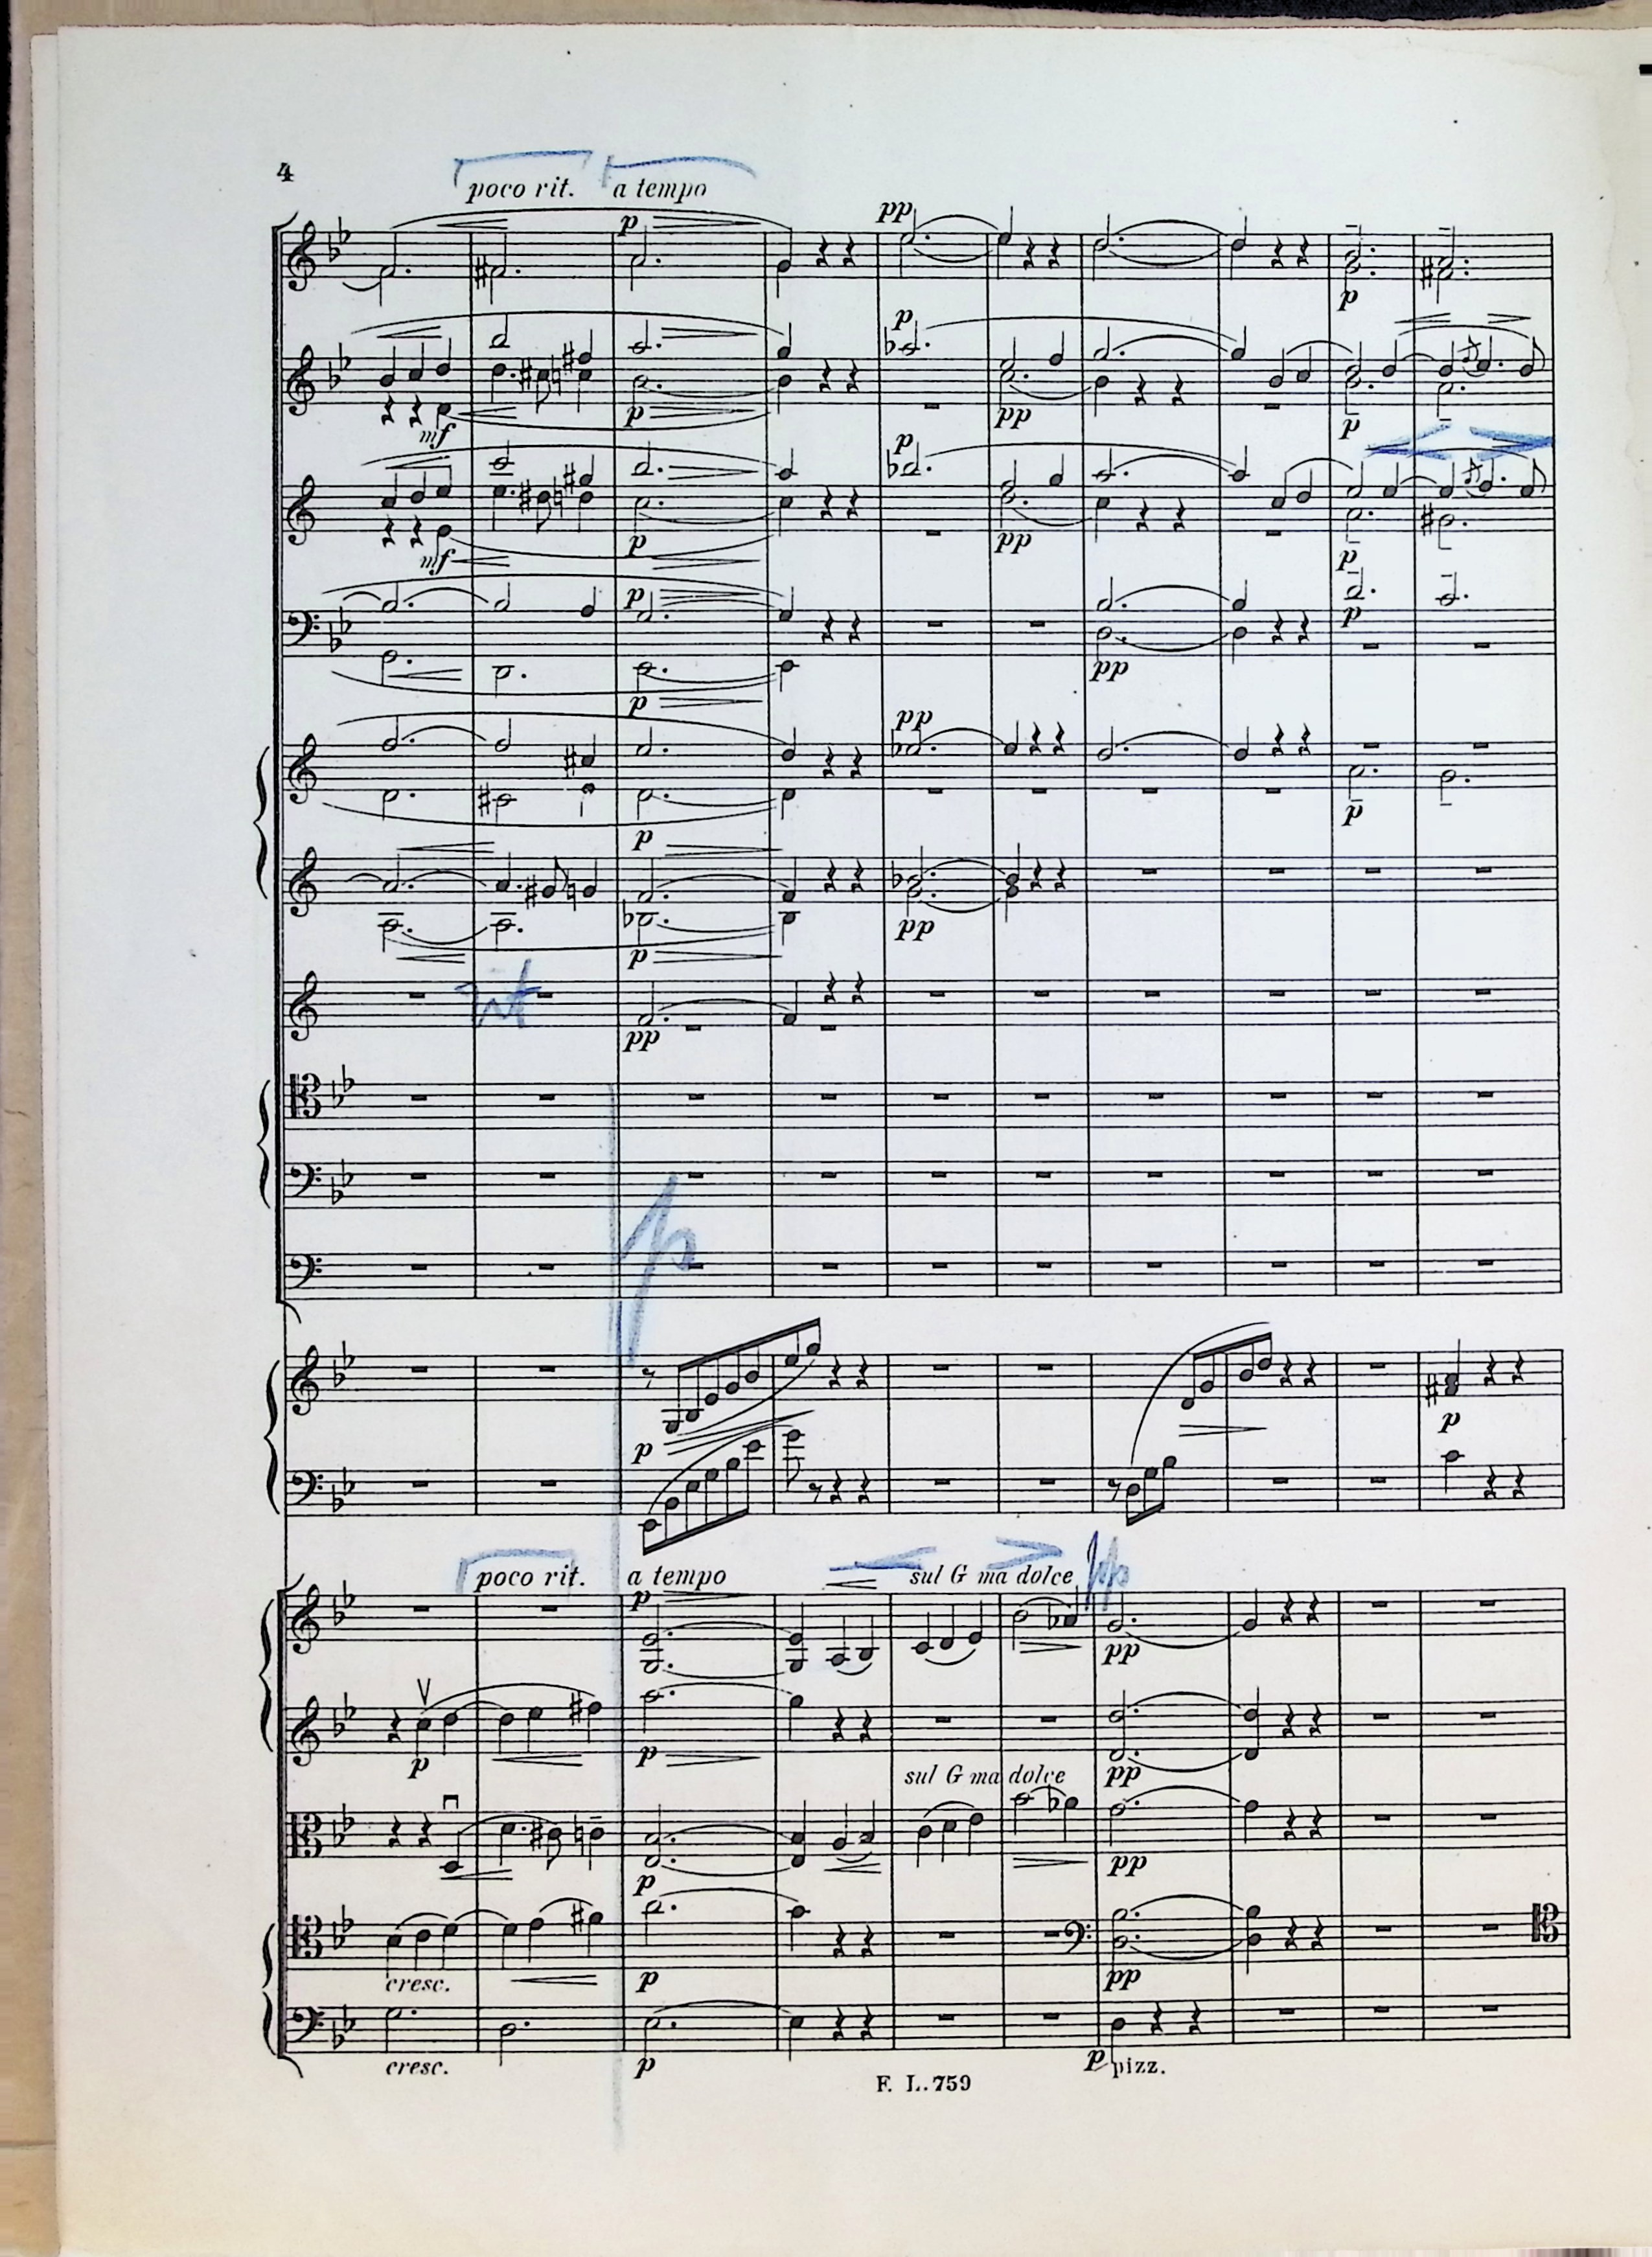 4
poco rit. a tempo
p
pp
p
p
mf p pp p
p
mf p pp p
p p
p pp
pp
p p
p pp
rit
pp
p
p p
poco rit. a tempo sul G ma dolce pp
p pp
p p pp
sul G ma dolce
p pp
cresc. p pp
cresc. p p pizz.
F. L. 759